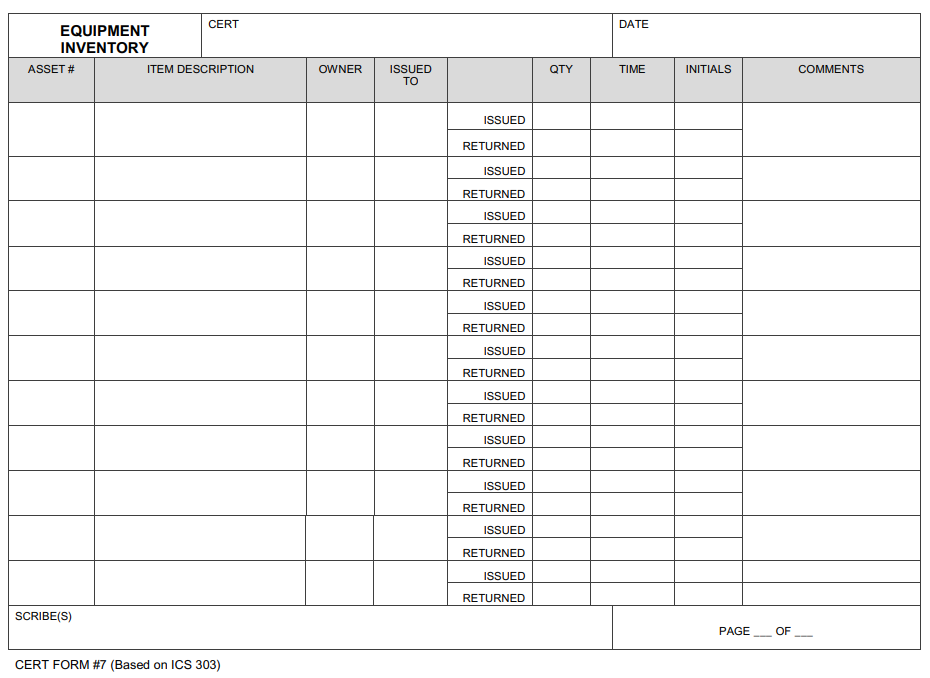 EQUIPMENT
INVENTORY
CERT
DATE
ASSET #
ITEM DESCRIPTION
OWNER
ISSUED
TO
QTY
TIME
INITIALS
COMMENTS
ISSUED
RETURNED
ISSUED
RETURNED
ISSUED
RETURNED
ISSUED
RETURNED
ISSUED
RETURNED
ISSUED
RETURNED
ISSUED
RETURNED
ISSUED
RETURNED
ISSUED
RETURNED
ISSUED
RETURNED
ISSUED
RETURNED
SCRIBE(S)
PAGE ___ OF ___
CERT FORM #7 (Based on ICS 303)